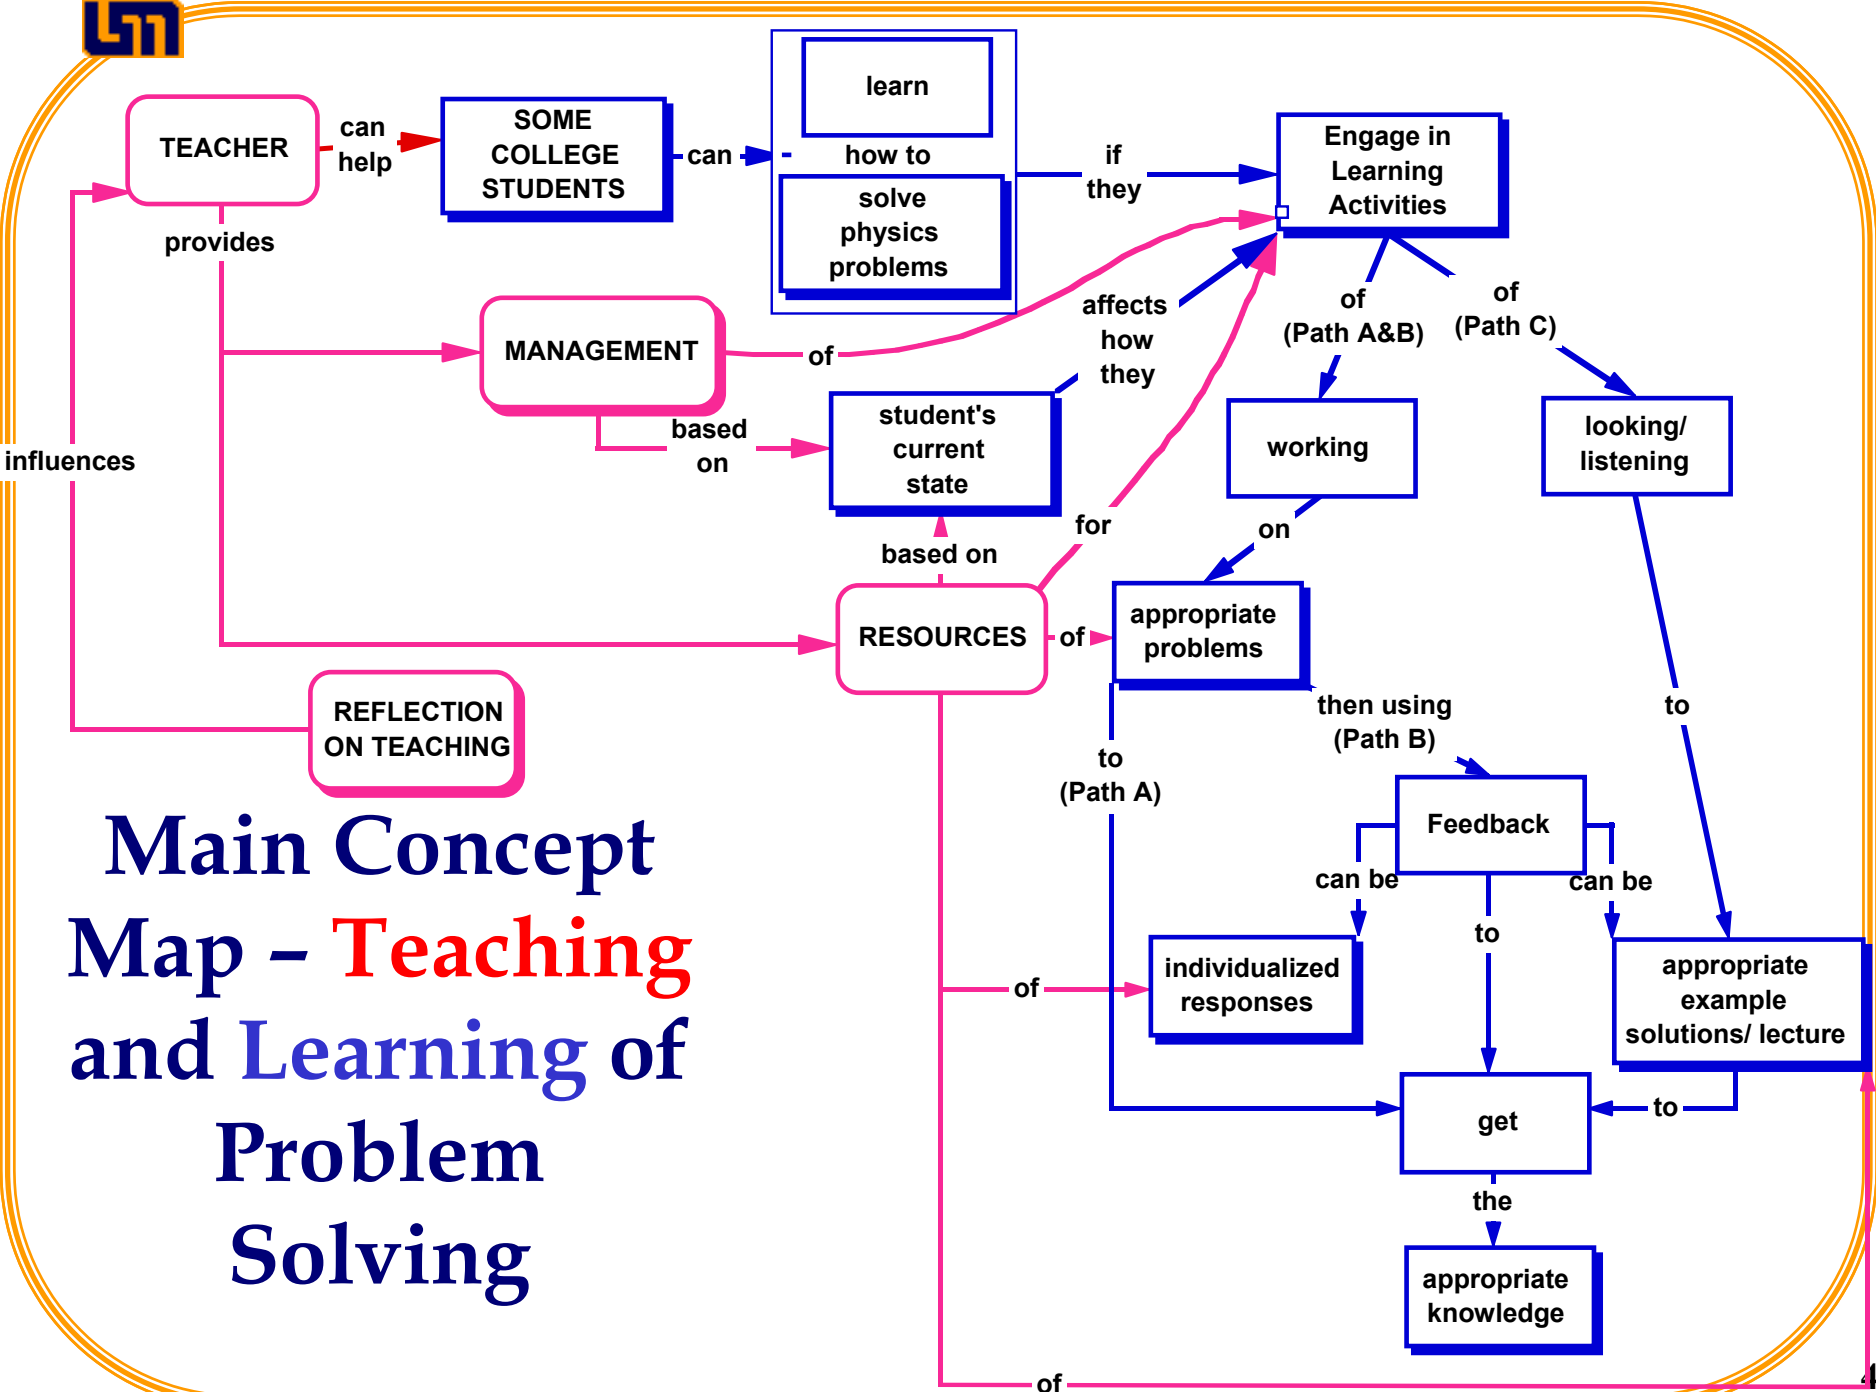 TEACHER
can
help
SOME
COLLEGE
STUDENTS
can
learn
how to
solve
physics
problems
if
they
Engage in
Learning
Activities
provides
MANAGEMENT
of
based
on
student's
current
state
affects
how
they
of
(Path A&B)
of
(Path C)
working
looking/
listening
influences
for
on
based on
RESOURCES
of
appropriate
problems
REFLECTION
ON TEACHING
then using
(Path B)
to
to
(Path A)
Feedback
can be
can be
to
of
individualized
responses
appropriate
example
solutions/ lecture
get
to
the
appropriate
knowledge
of
Main Concept
Map – Teaching
and Learning of
Problem
Solving